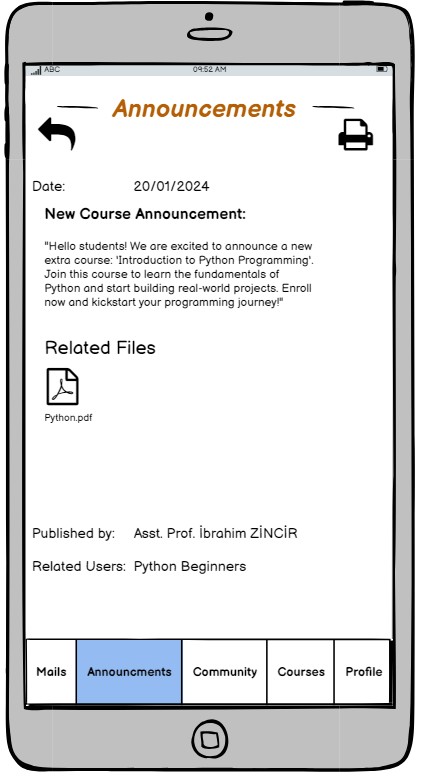 ABC 09:52 AM
Announcements
Date: 20/01/2024
New Course Announcement:
"Hello students! We are excited to announce a new
extra course: 'Introduction to Python Programming'.
Join this course to learn the fundamentals of
Python and start building real-world projects. Enroll
now and kickstart your programming journey!"
Related Files
Python.pdf
Published by: Asst. Prof. İbrahim ZİNCİR
Related Users: Python Beginners
Mails Announcments Community Courses Profile